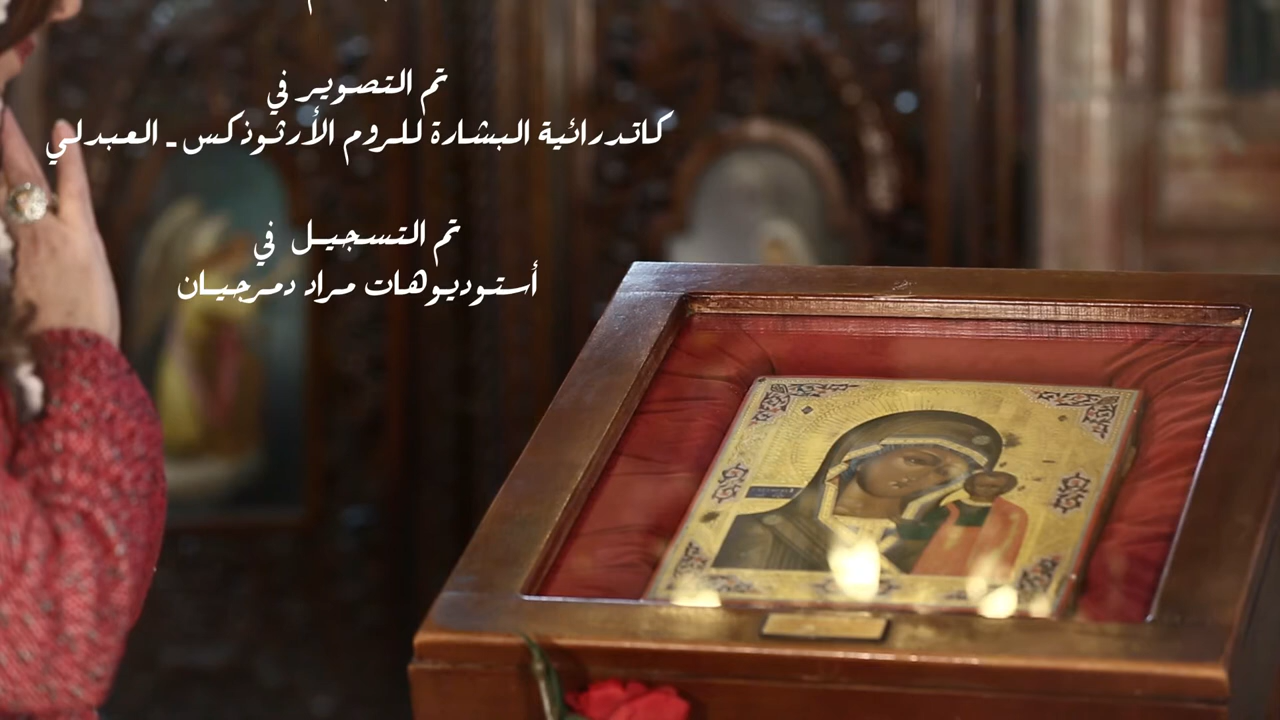 تم التصوير في
كاتدرائية البشارة للروم الأرثوذكس - العبدلي
تم التسجيل في
أستوديوهات مراد دمرجيان